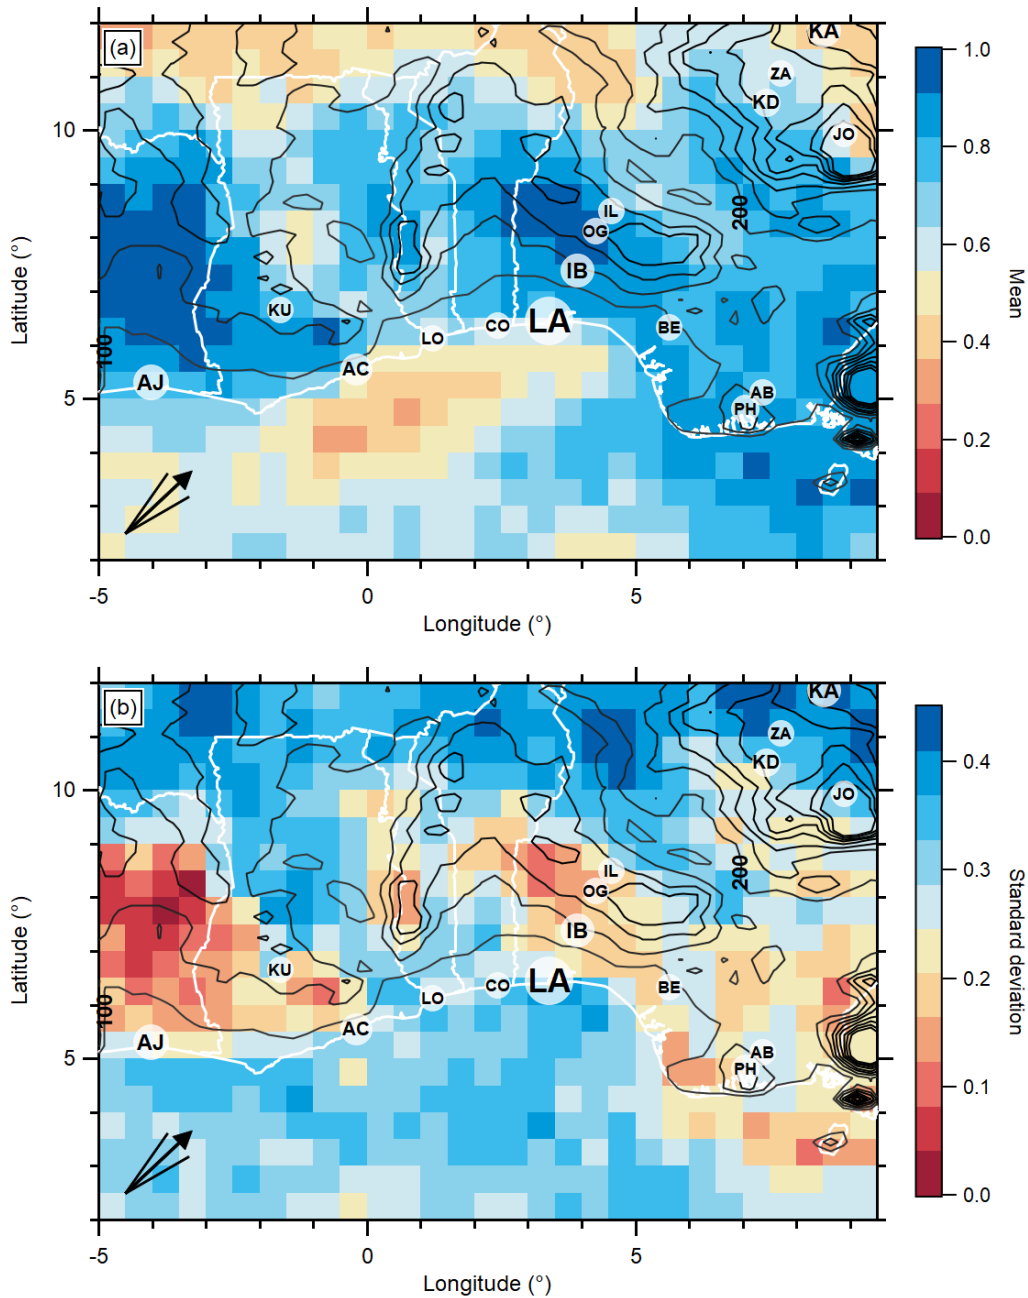 (a)
KA
ZA
KD
JO
10
200
IL
OG
IB
KU
LA
CO
LO
BE
100
AC
AJ
5
AB
PH
-5
0
5
Longitude (°)
Latitude (°)
1.0
0.8
0.6
0.4
0.2
0.0
Mean
(b)
KA
ZA
KD
JO
10
200
IL
OG
IB
KU
LA
CO
LO
BE
100
AC
AJ
5
AB
PH
-5
0
5
Longitude (°)
Latitude (°)
0.4
0.3
0.2
0.1
0.0
Standard deviation